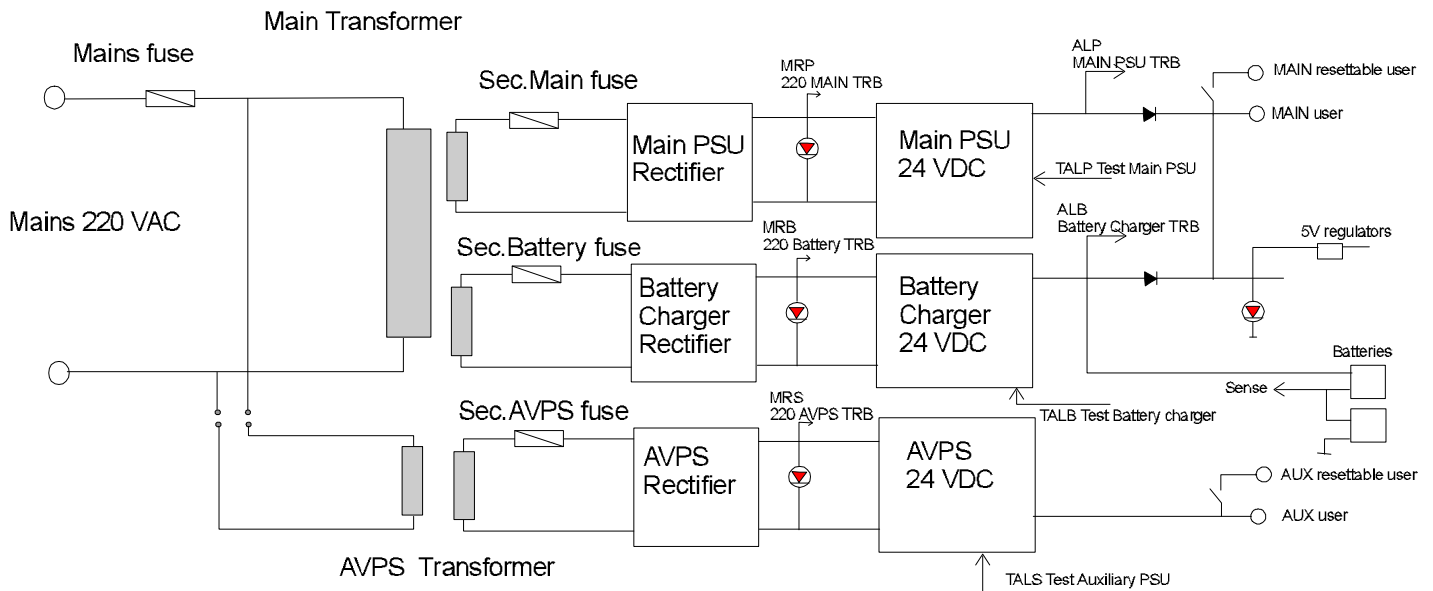 Main Transformer
Mains fuse
Sec.Main fuse
MRP
220 MAIN TRB
ALP
MAIN PSU TRB
MAIN resettable user
MAIN user
Main PSU
Rectifier
Main PSU
24 VDC
TALP Test Main PSU
Mains 220 VAC
Sec.Battery fuse
MRB
220 Battery TRB
ALB
Battery Charger TRB
5V regulators
Battery
Charger
Rectifier
Battery
Charger
24 VDC
Batteries
Sense
TALB Test Battery charger
Sec.AVPS fuse
MRS
220 AVPS TRB
AVPS
Rectifier
AVPS
24 VDC
AUX resettable user
AUX user
AVPS Transformer
TALS Test Auxiliary PSU